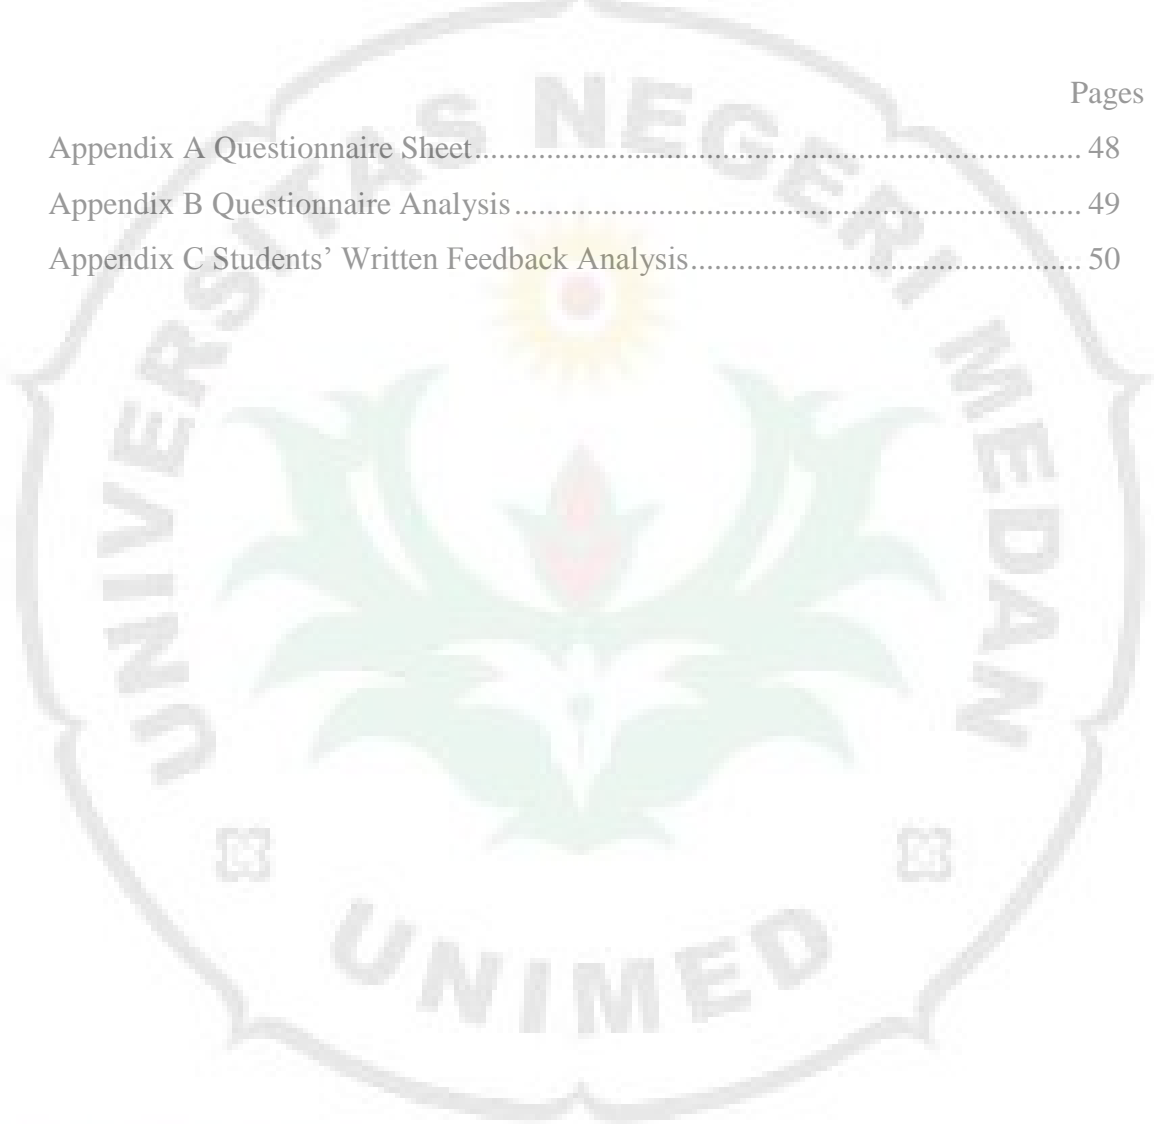 Pages
Appendix A Questionnaire Sheet.......................................................................... 48
Appendix B Questionnaire Analysis ..................................................................... 49
Appendix C Students’ Written Feedback Analysis............................................... 50
UNIVERSITAS NEGERI MEDAN
UNIMED